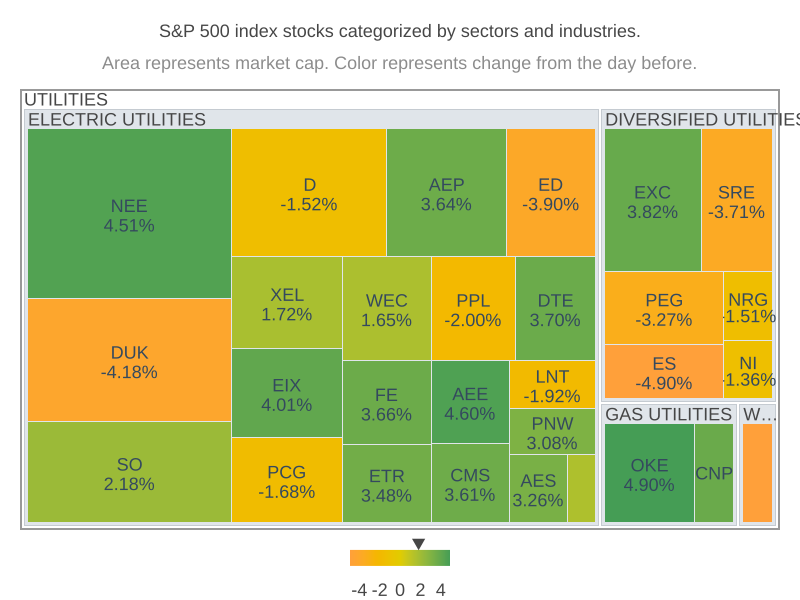 S&P 500 index stocks categorized by sectors and industries.
Area represents market cap. Color represents change from the day before.
UTILITIES
ELECTRIC UTILITIES
NEE
4.51%
DUK
-4.18%
SO
2.18%
D
-1.52%
AEP
3.64%
ED
-3.90%
XEL
1.72%
EIX
4.01%
PCG
-1.68%
WEC
1.65%
PPL
-2.00%
DTE
3.70%
FE
3.66%
ETR
3.48%
AEE
4.60%
CMS
3.61%
LNT
-1.92%
PNW
3.08%
AES
3.26%
DIVERSIFIED UTILITIES
EXC
3.82%
SRE
-3.71%
PEG
-3.27%
ES
-4.90%
NRG
-1.51%
NI
-1.36%
GAS UTILITIES
OKE
4.90%
CNP
W...
-4 -2 0 2 4